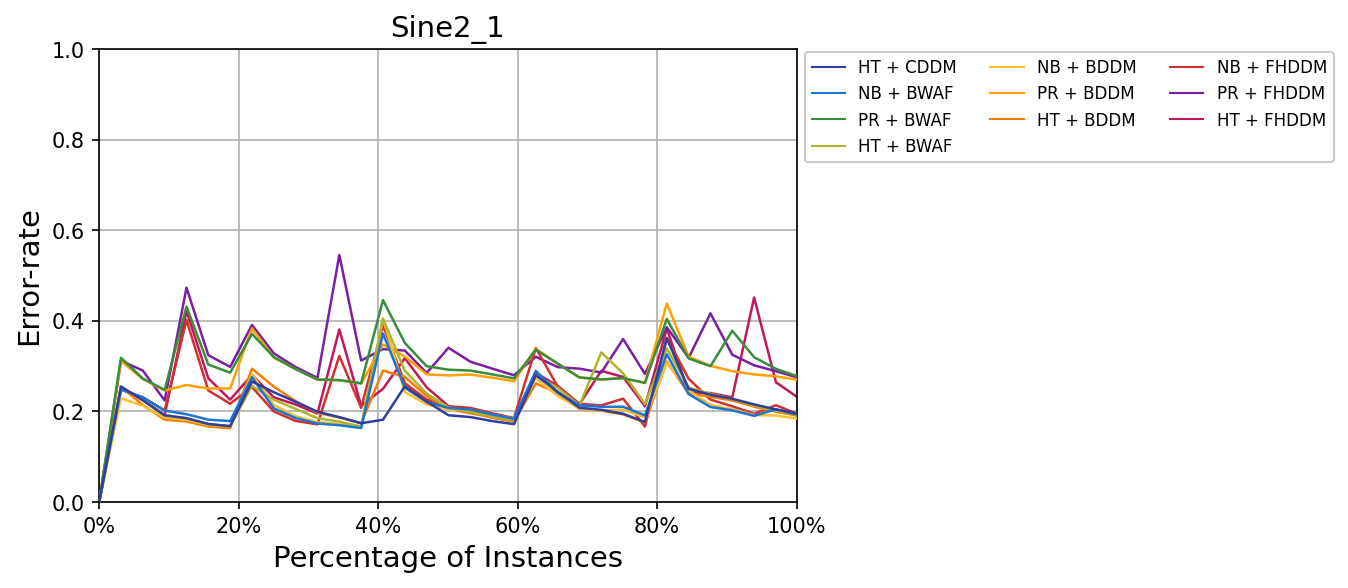 Sine2_1
Error-rate
1.0
0.8
0.6
0.4
0.2
0.0
0% 20% 40% 60% 80% 100%
Percentage of Instances
HT + CDDM
NB + BWAF
PR + BWAF
HT + BWAF
NB + BDDM
PR + BDDM
HT + BDDM
NB + FHDDM
PR + FHDDM
HT + FHDDM